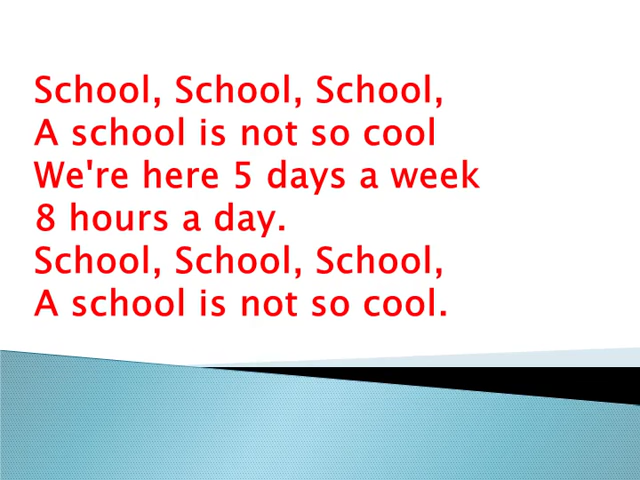 School, School, School,
A school is not so cool
We're here 5 days a week
8 hours a day.
School, School, School,
A school is not so cool.